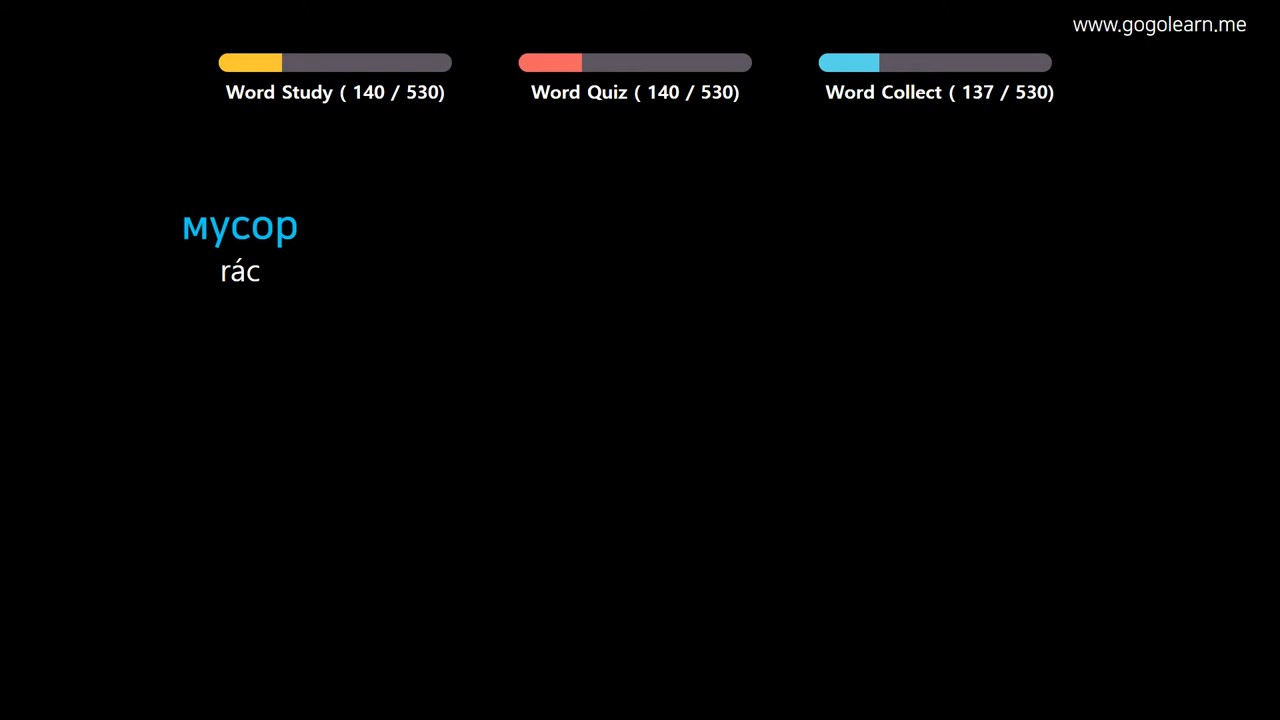 www.gogolearn.me
Word Study ( 140 / 530)
Word Quiz ( 140 / 530)
Word Collect ( 137 / 530)
мусор
rác